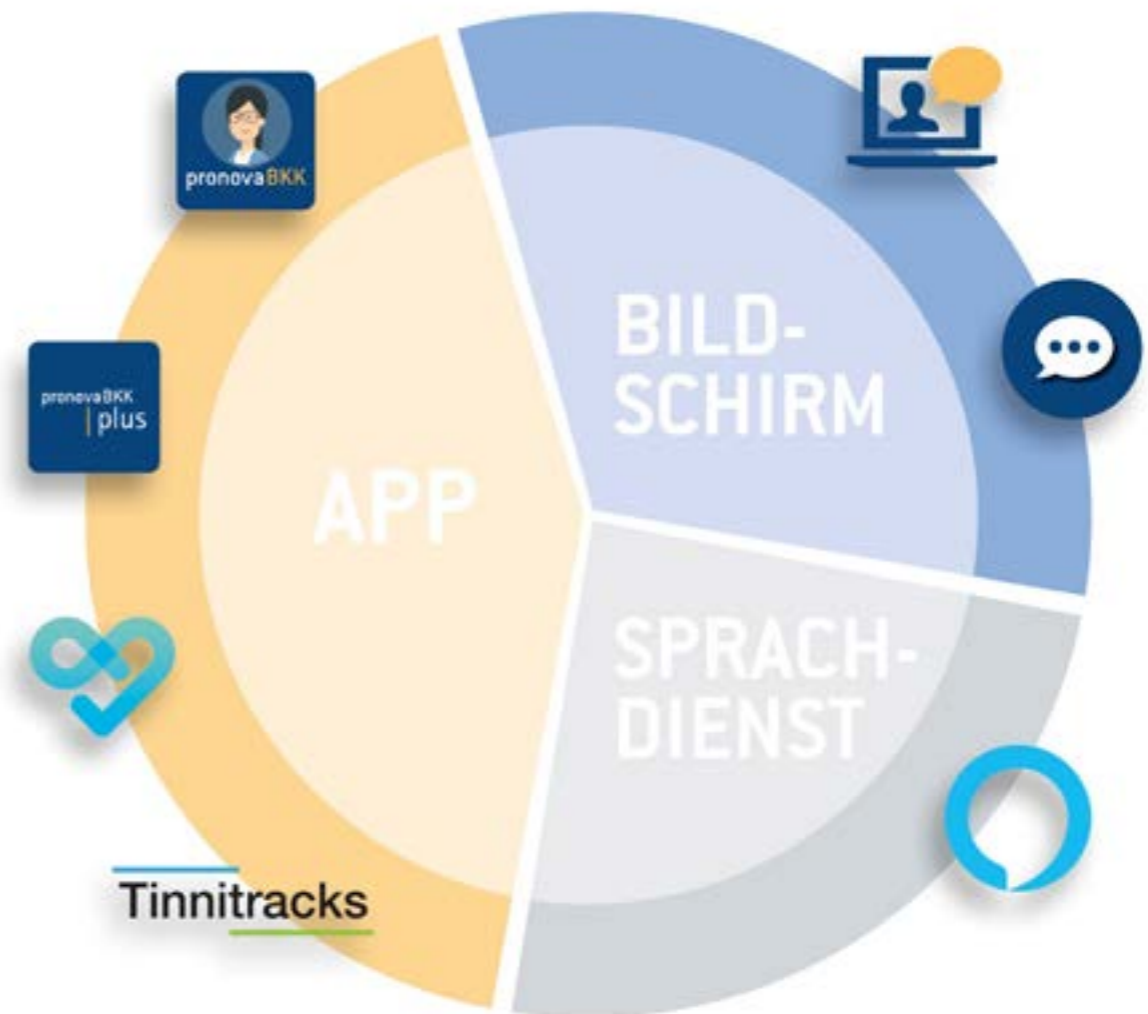 pronovaBKK
BILD-
SCHIRM
pronovaBKK
plus
APP
SPRACH-
DIENST
Tinnitracks